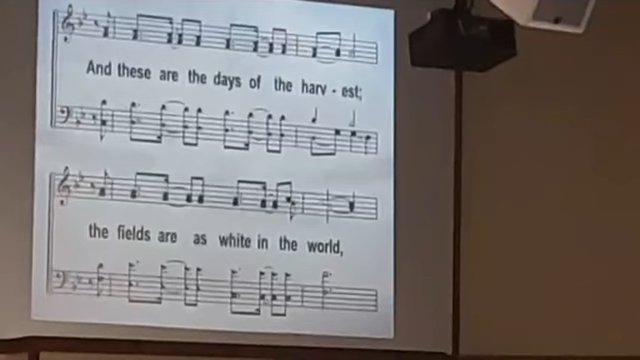 And these are the days of the harv - est;
the fields are as white in the world,